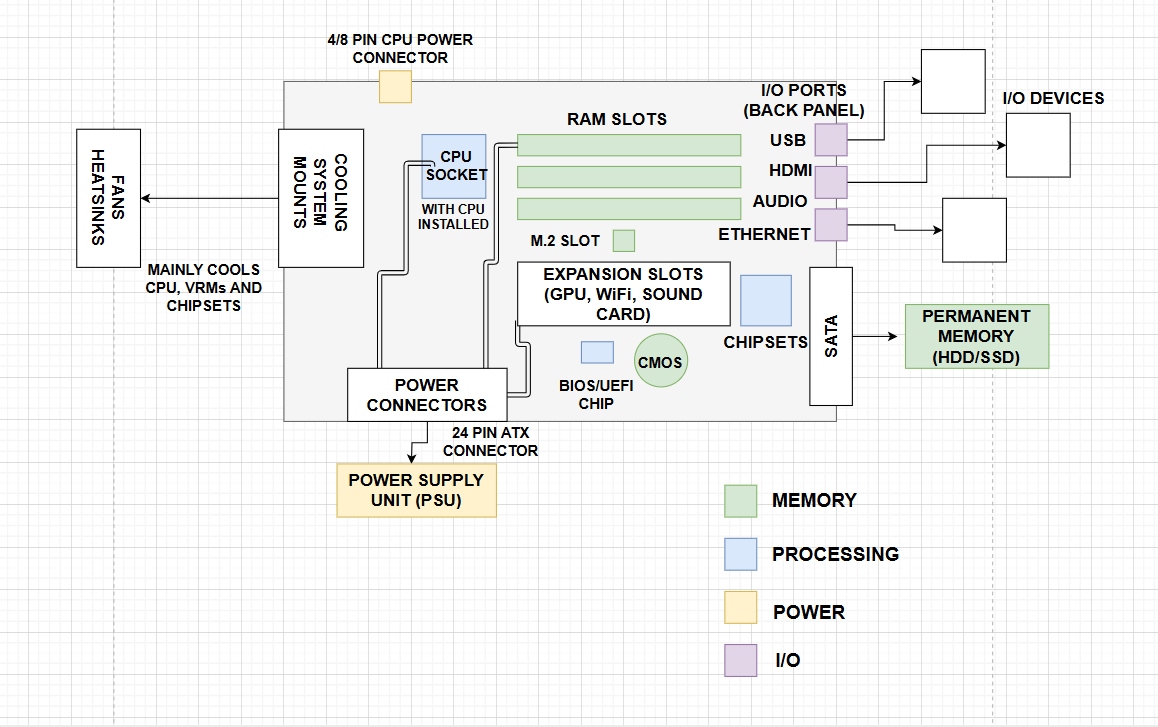 4/8 PIN CPU POWER
CONNECTOR
I/O PORTS
(BACK PANEL)
I/O DEVICES
RAM SLOTS
USB
HDMI
AUDIO
ETHERNET
CPU
SOCKET
WITH CPU
INSTALLED
COOLING
SYSTEM
MOUNTS
FANS
HEATSINKS
MAINLY COOLS
CPU, VRMs AND
CHIPSETS
M.2 SLOT
EXPANSION SLOTS
(GPU, WiFi, SOUND
CARD)
CHIPSETS
SATA
PERMANENT
MEMORY
(HDD/SSD)
CMOS
BIOS/UEFI
CHIP
POWER
CONNECTORS
24 PIN ATX
CONNECTOR
POWER SUPPLY
UNIT (PSU)
MEMORY
PROCESSING
POWER
I/O